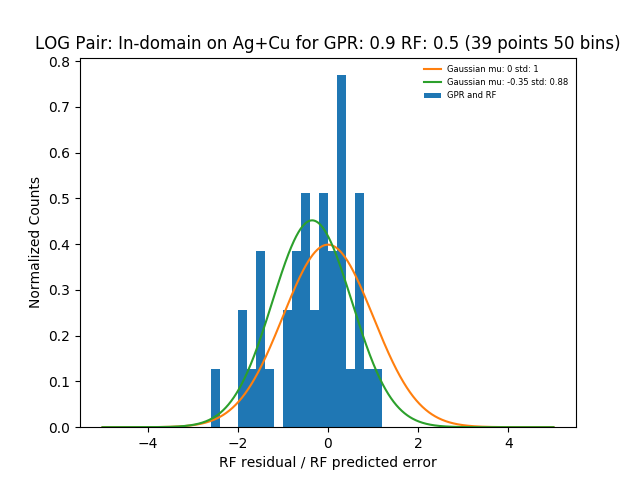 LOG Pair: In-domain on Ag+Cu for GPR: 0.9 RF: 0.5 (39 points 50 bins)
Gaussian mu: 0 std: 1
Gaussian mu: -0.35 std: 0.88
GPR and RF
Normalized Counts
0.8
0.7
0.6
0.5
0.4
0.3
0.2
0.1
0.0
−4
−2
0
2
4
RF residual / RF predicted error